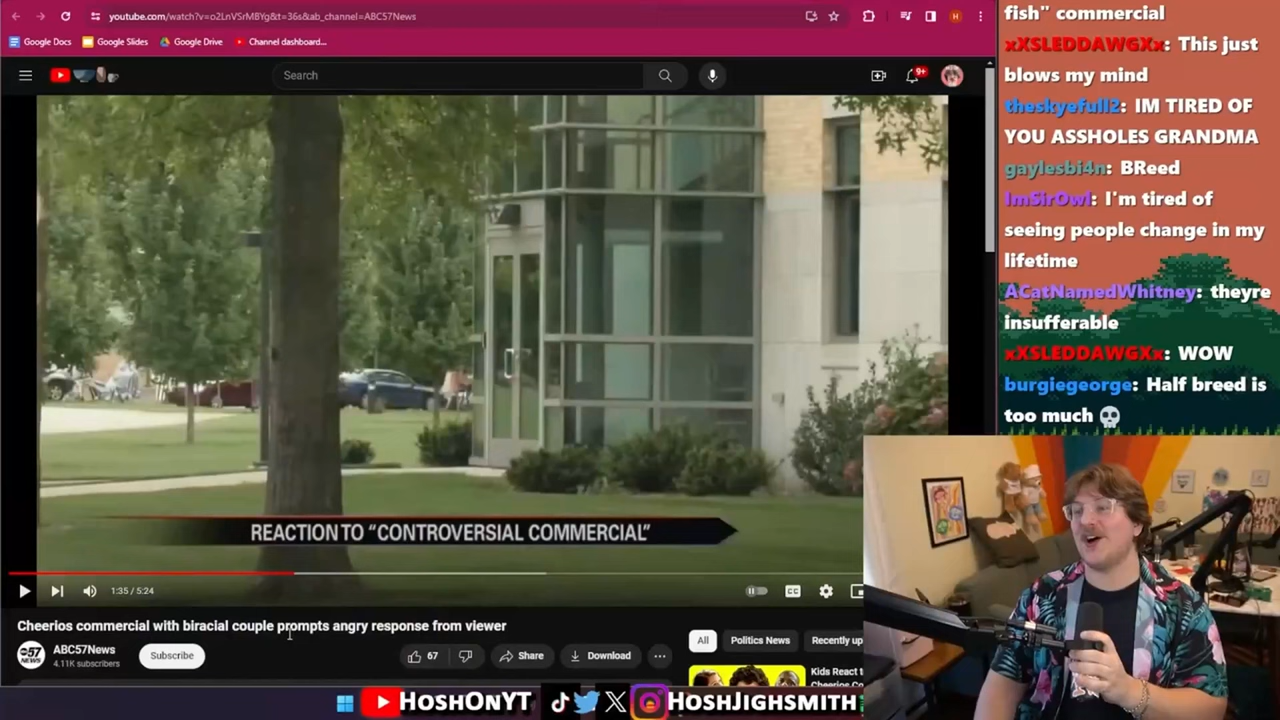 youtube.com/watch?v=o2LnVSrMBYg&t=36s&ab_channel=ABC57News
Google Docs
Google Slides
Google Drive
Channel dashboard...
Search
9+
H
REACTION TO "CONTROVERSIAL COMMERCIAL"
1:35 / 5:24
CC
Cheerios commercial with biracial couple prompts angry response from viewer
57
NEWS
ABC57News
4.11K subscribers
Subscribe
67
Share
Download
All
Politics News
Recently up
Kids React t
fish" commercial
xXSLEDDAWGXx: This just
blows my mind
theskyefull2: IM TIRED OF
YOU ASSHOLES GRANDMA
gaylesbi4n: BReed
ImSirOwl: I'm tired of
seeing people change in my
lifetime
ACatNamedWhitney: theyre
insufferable
xXSLEDDAWGXx: WOW
burgiegeorge: Half breed is
too much 💀
HoshOnYT
HoshJighsmith